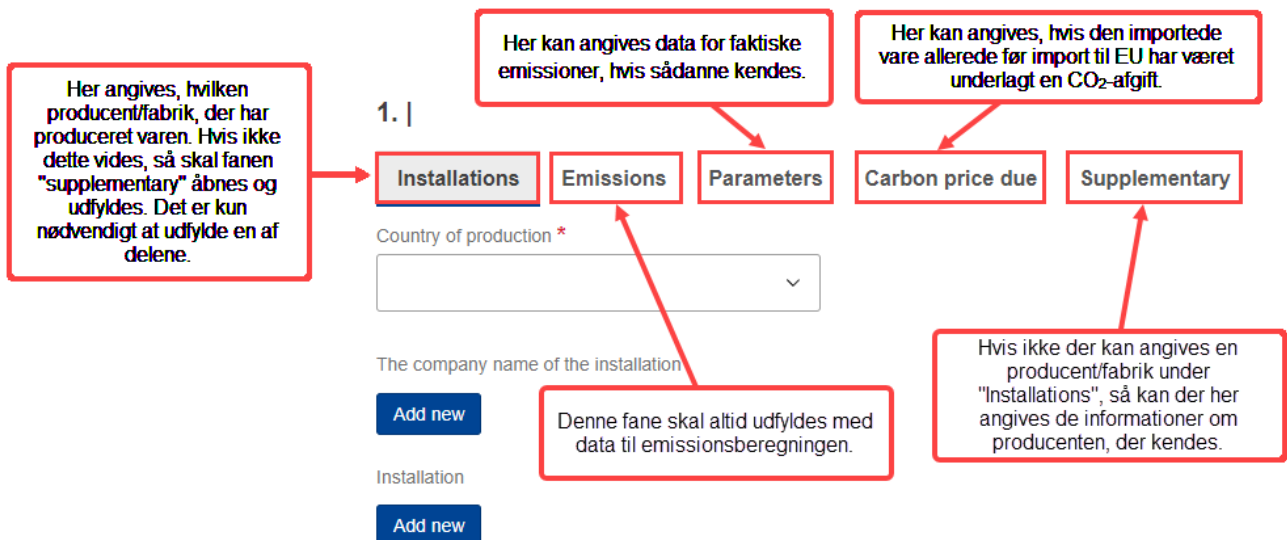 Her angives, hvilken
producent/fabrik, der har
produceret varen. Hvis ikke
dette vides, så skal fanen
"supplementary" åbnes og
udfyldes. Det er kun
nødvendigt at udfylde en af
delene.
Her kan angives data for faktiske
emissioner, hvis sådanne kendes.
Her kan angives, hvis den importede
vare allerede før import til EU har været
underlagt en CO₂-afgift.
1. |
Installations
Emissions
Parameters
Carbon price due
Supplementary
Country of production *
The company name of the installation
Add new
Installation
Add new
Denne fane skal altid udfyldes med
data til emissionsberegningen.
Hvis ikke der kan angives en
producent/fabrik under
"Installations", så kan der her
angives de informationer om
producenten, der kendes.